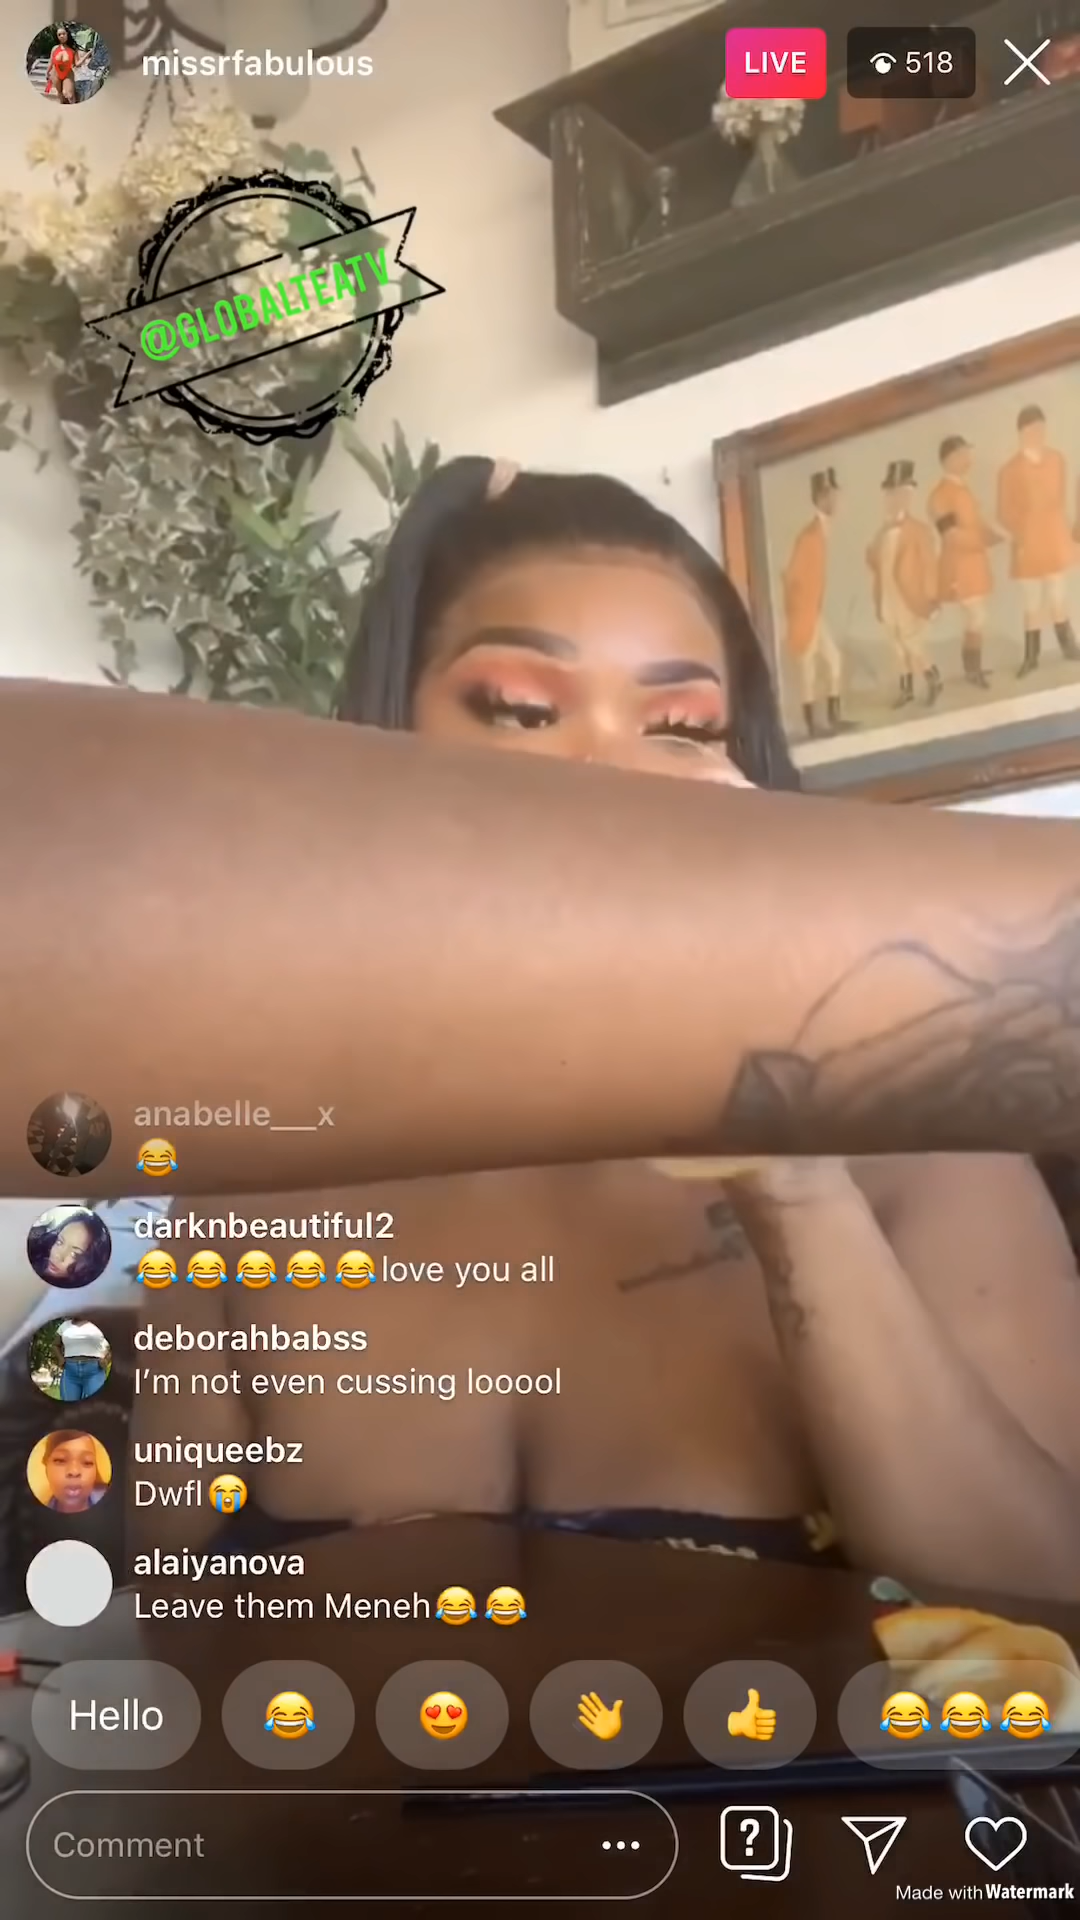 missrfabulous
LIVE
518
@GLOBALTEATV
anabelle___x
😂
darknbeautiful2
😂😂😂😂😂love you all
deborahbabss
I'm not even cussing looool
uniqueebz
Dwfl😭
alaiyanova
Leave them Meneh😂😂
Hello 😂 😍 👋 👍 😂😂😂
Comment
Made with Watermark